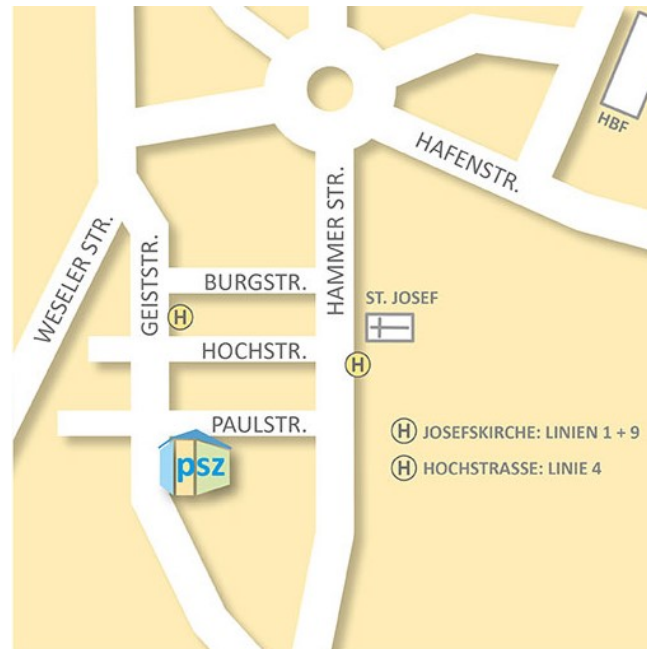 HBF
HAFENSTR.
HAMMER STR.
WESELER STR.
GEISTSTR.
BURGSTR.
ST. JOSEF
H
HOCHSTR.
H
PAULSTR.
H JOSEFSKIRCHE: LINIEN 1 + 9
psz
H HOCHSTRASSE: LINIE 4